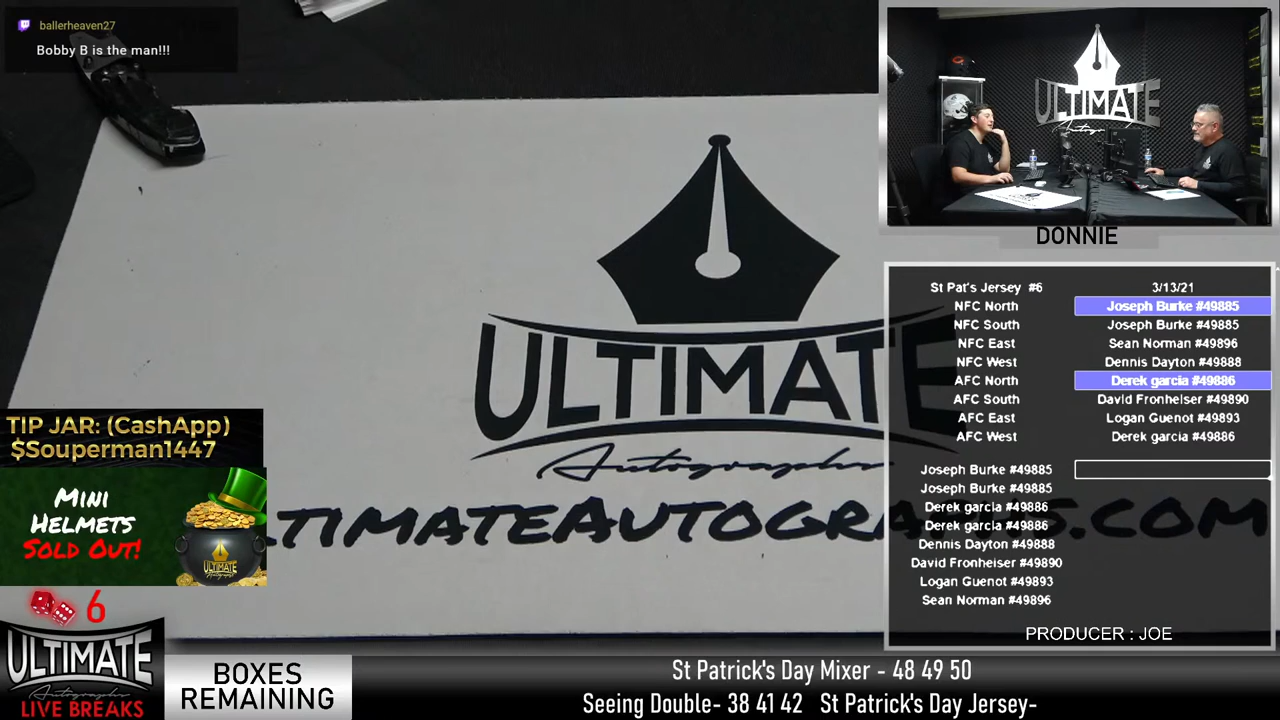 ballerheaven27
Bobby B is the man!!!
ULTIMATE
Autographs
ULTIMATEAUTOGRAPHS.COM
ULTIMATE
Autographs
DONNIE
St Pat's Jersey #6 3/13/21
NFC North Joseph Burke #49885
NFC South Joseph Burke #49885
NFC East Sean Norman #49896
NFC West Dennis Dayton #49888
AFC North Derek garcia #49886
AFC South David Fronheiser #49890
AFC East Logan Guenot #49893
AFC West Derek garcia #49886
Joseph Burke #49885
Joseph Burke #49885
Derek garcia #49886
Derek garcia #49886
Dennis Dayton #49888
David Fronheiser #49890
Logan Guenot #49893
Sean Norman #49896
PRODUCER : JOE
TIP JAR: (CashApp)
$Souperman1447
MINI
HELMETS
SOLD OUT!
ULTIMATE
6
ULTIMATE
Autographs
LIVE BREAKS
BOXES
REMAINING
St Patrick's Day Mixer - 48 49 50
Seeing Double- 38 41 42 St Patrick's Day Jersey-